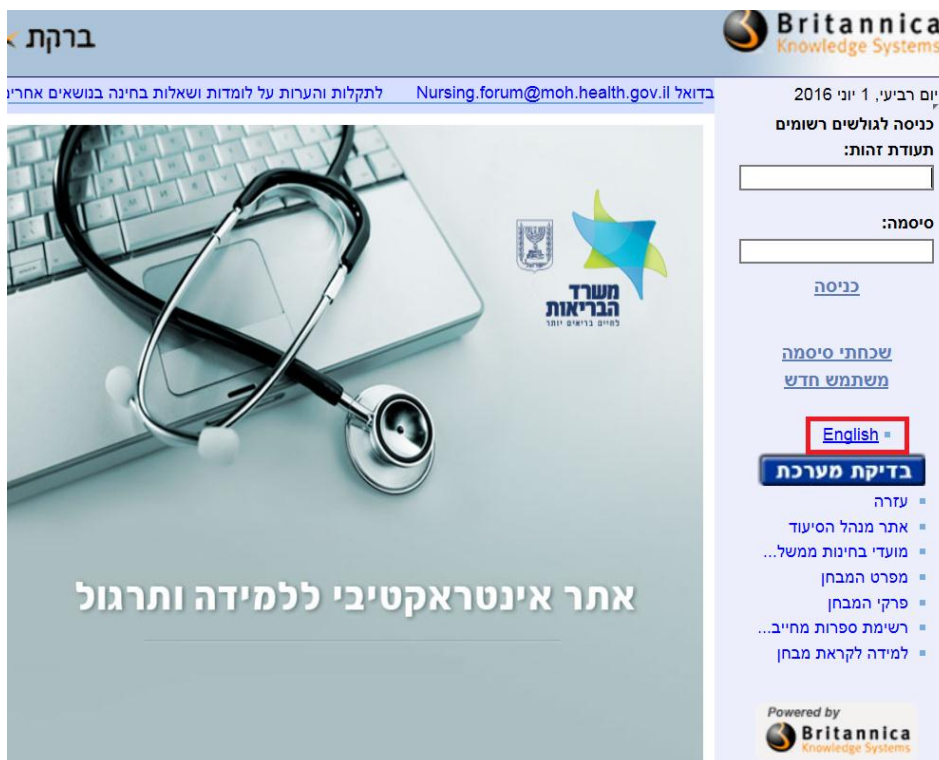 Britannica
Knowledge Systems
ברקת
בדואל Nursing.forum@moh.health.gov.il לתקלות והערות על לומדות ושאלות בחינה בנושאים
יום רביעי, 1 יוני 2016
כניסה לגולשים רשומים
תעודת זהות:
סיסמה:
כניסה
שכחתי סיסמה
משתמש חדש
English
בדיקת מערכת
עזרה
אתר מנהל הסיעוד
מועדי בחינות ממשל...
מפרט המבחן
פרקי המבחן
רשימת ספרות מחייב...
למידה לקראת מבחן
Powered by
Britannica
Knowledge Systems
משרד
הבריאות
לחיים בריאים יותר
אתר אינטראקטיבי ללמידה ותרגול